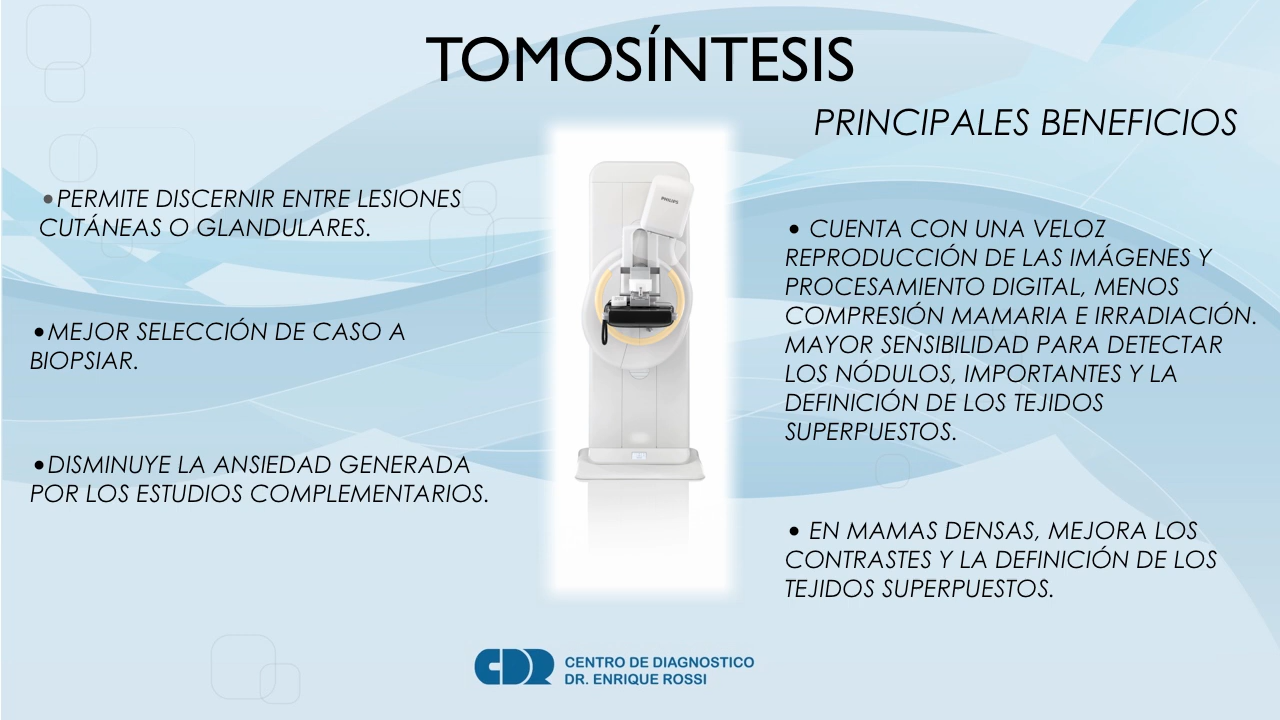 TOMOSÍNTESIS
PRINCIPALES BENEFICIOS
•PERMITE DISCERNIR ENTRE LESIONES
CUTÁNEAS O GLANDULARES.
•MEJOR SELECCIÓN DE CASO A
BIOPSIAR.
•DISMINUYE LA ANSIEDAD GENERADA
POR LOS ESTUDIOS COMPLEMENTARIOS.
PHILIPS
• CUENTA CON UNA VELOZ
REPRODUCCIÓN DE LAS IMÁGENES Y
PROCESAMIENTO DIGITAL, MENOS
COMPRESIÓN MAMARIA E IRRADIACIÓN.
MAYOR SENSIBILIDAD PARA DETECTAR
LOS NÓDULOS, IMPORTANTES Y LA
DEFINICIÓN DE LOS TEJIDOS
SUPERPUESTOS.
• EN MAMAS DENSAS, MEJORA LOS
CONTRASTES Y LA DEFINICIÓN DE LOS
TEJIDOS SUPERPUESTOS.
CDR
CENTRO DE DIAGNOSTICO
DR. ENRIQUE ROSSI